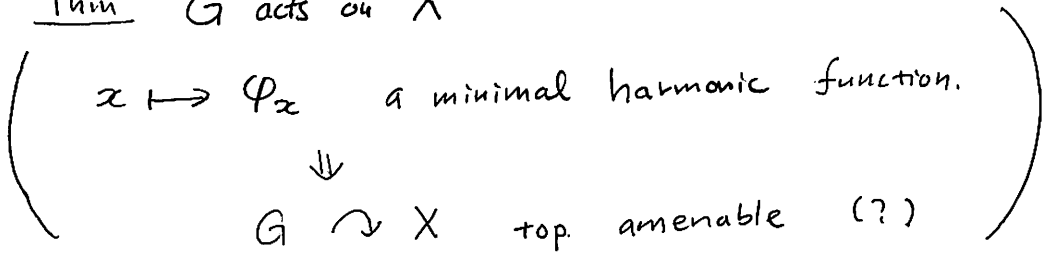 Thm G acts on X
x ↦ φ_x a minimal harmonic function.
⇓
G ↷ X top. amenable (?)